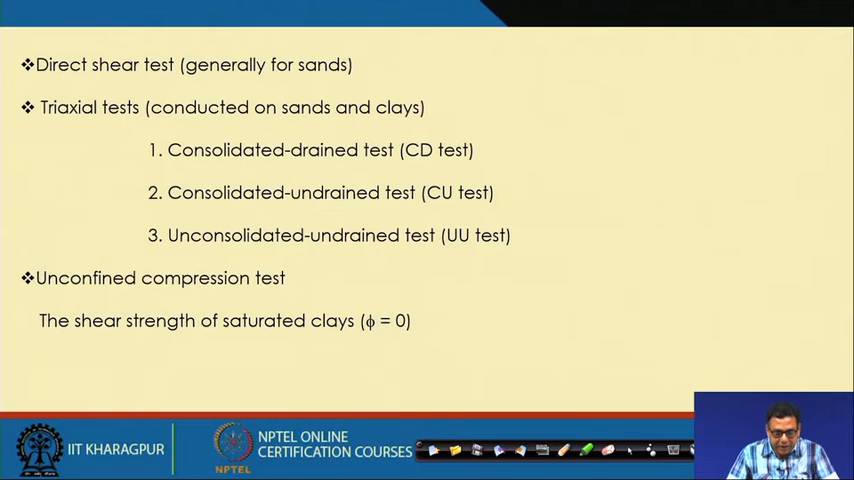 ❖Direct shear test (generally for sands)
❖ Triaxial tests (conducted on sands and clays)
1. Consolidated-drained test (CD test)
2. Consolidated-undrained test (CU test)
3. Unconsolidated-undrained test (UU test)
❖Unconfined compression test
The shear strength of saturated clays (ϕ = 0)
IIT KHARAGPUR
NPTEL
NPTEL ONLINE
CERTIFICATION COURSES